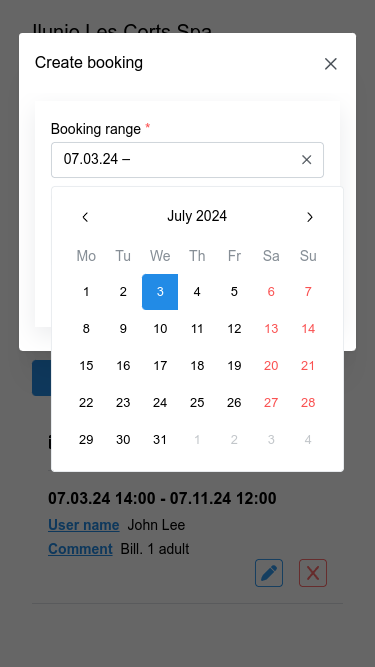 Ilunio Les Corts Spa
Create booking
Booking range *
07.03.24 –
July 2024
Mo Tu We Th Fr Sa Su
1 2 3 4 5 6 7
8 9 10 11 12 13 14
15 16 17 18 19 20 21
22 23 24 25 26 27 28
29 30 31 1 2 3 4
07.03.24 14:00 - 07.11.24 12:00
User name John Lee
Comment Bill. 1 adult